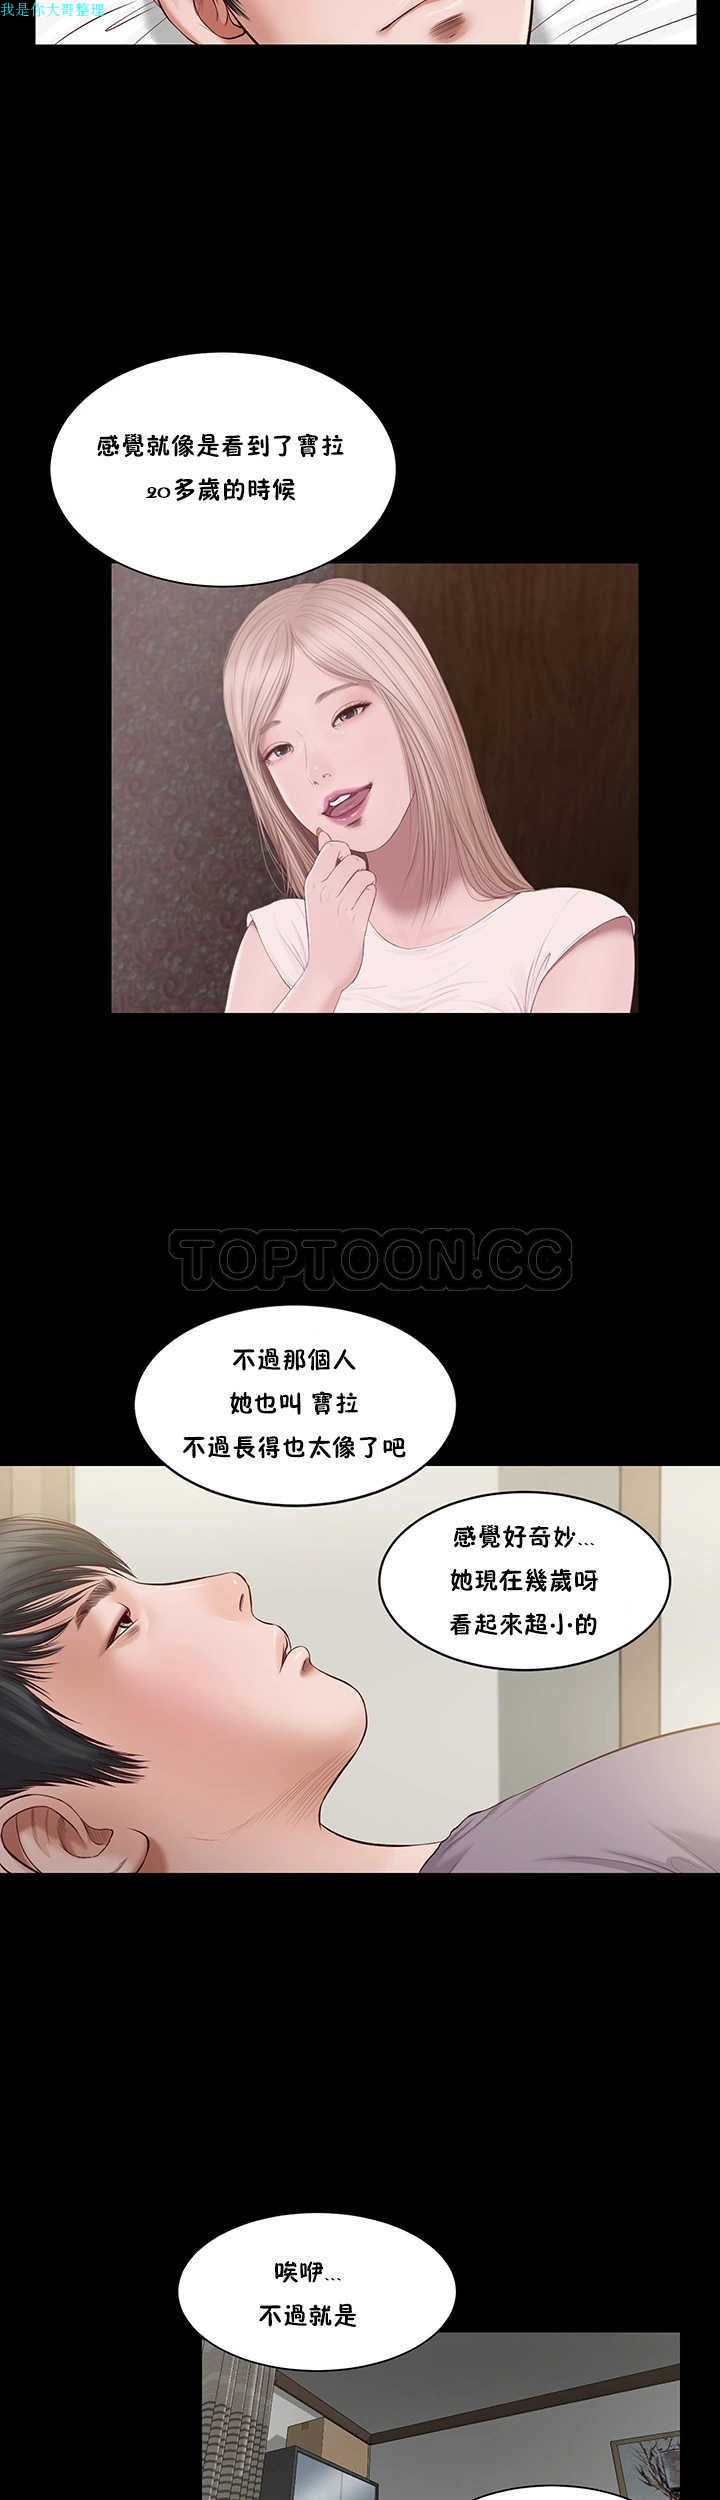 我是你大哥整理
感覺就像是看到了寶拉
20多歲的時候
TOPTOON.CC
不過那個人
她也叫 寶拉
不過長得也太像了吧
感覺好奇妙...
她現在幾歲呀
看起來超小的
唉咿...
不過就是